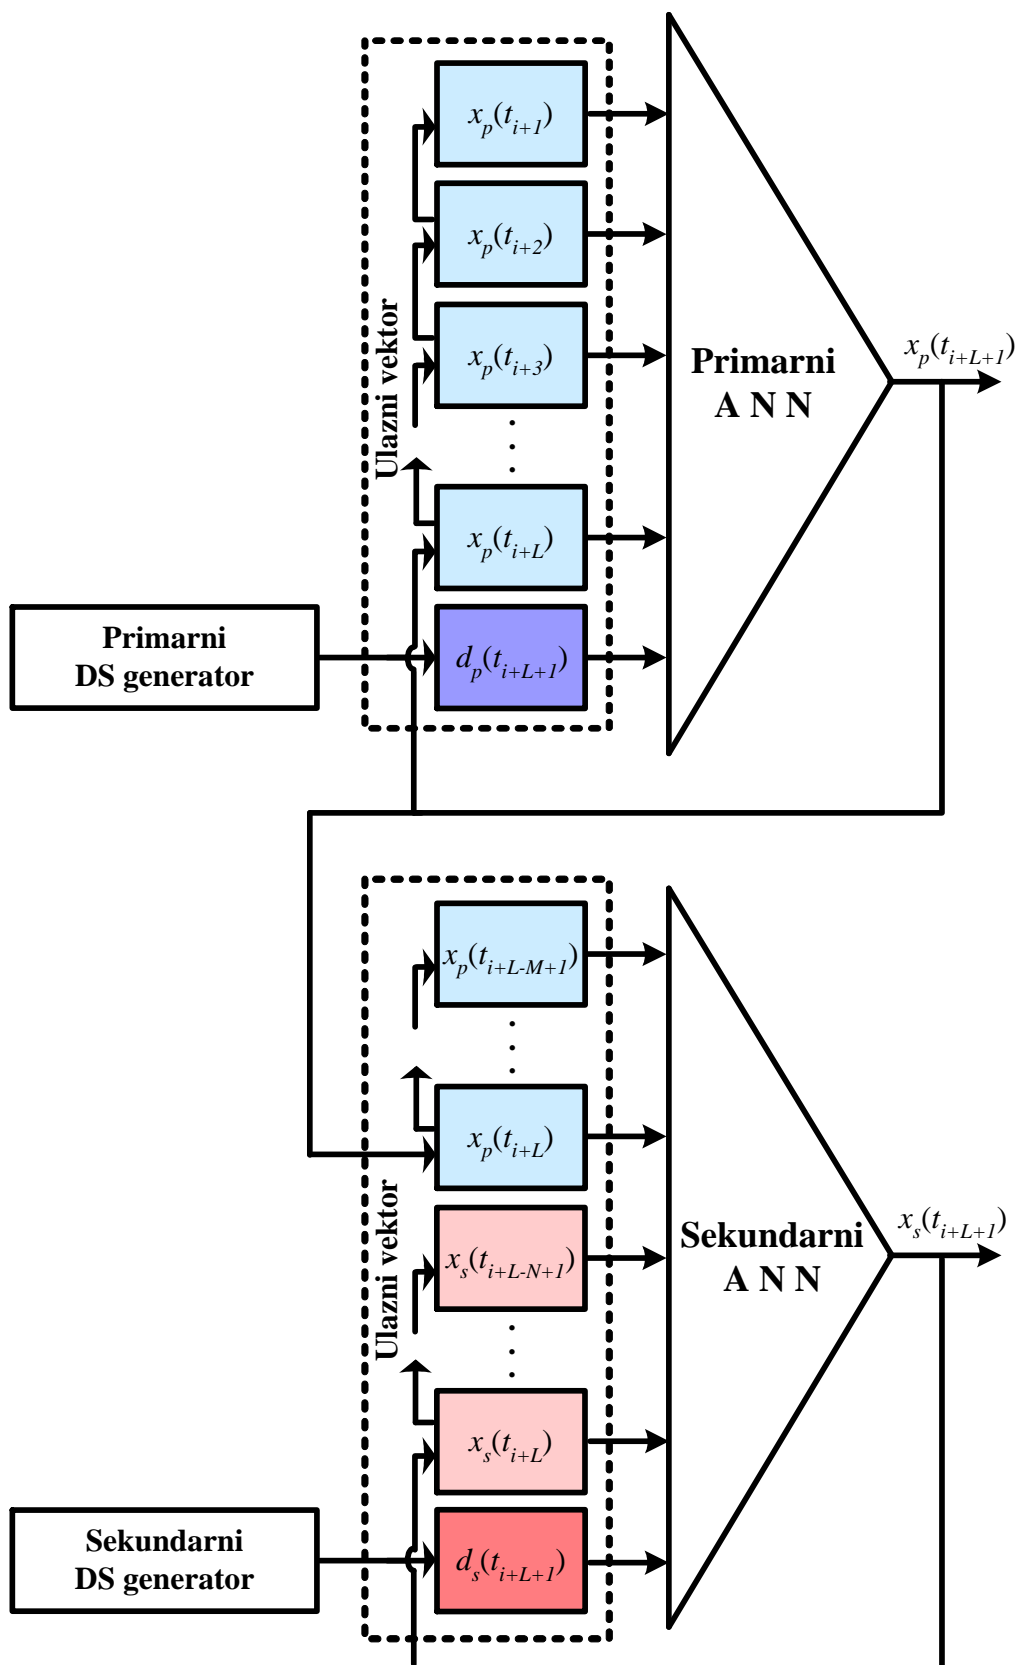 x_p(t_{i+1})
x_p(t_{i+2})
x_p(t_{i+3})
Ulazni vektor
. . .
x_p(t_{i+L})
d_p(t_{i+L+1})
Primarni
DS generator
Primarni
A N N
x_p(t_{i+L+1})
x_p(t_{i+L-M+1})
. . .
x_p(t_{i+L})
Ulazni vektor
x_s(t_{i+L-N+1})
. . .
x_s(t_{i+L})
d_s(t_{i+L+1})
Sekundarni
DS generator
Sekundarni
A N N
x_s(t_{i+L+1})